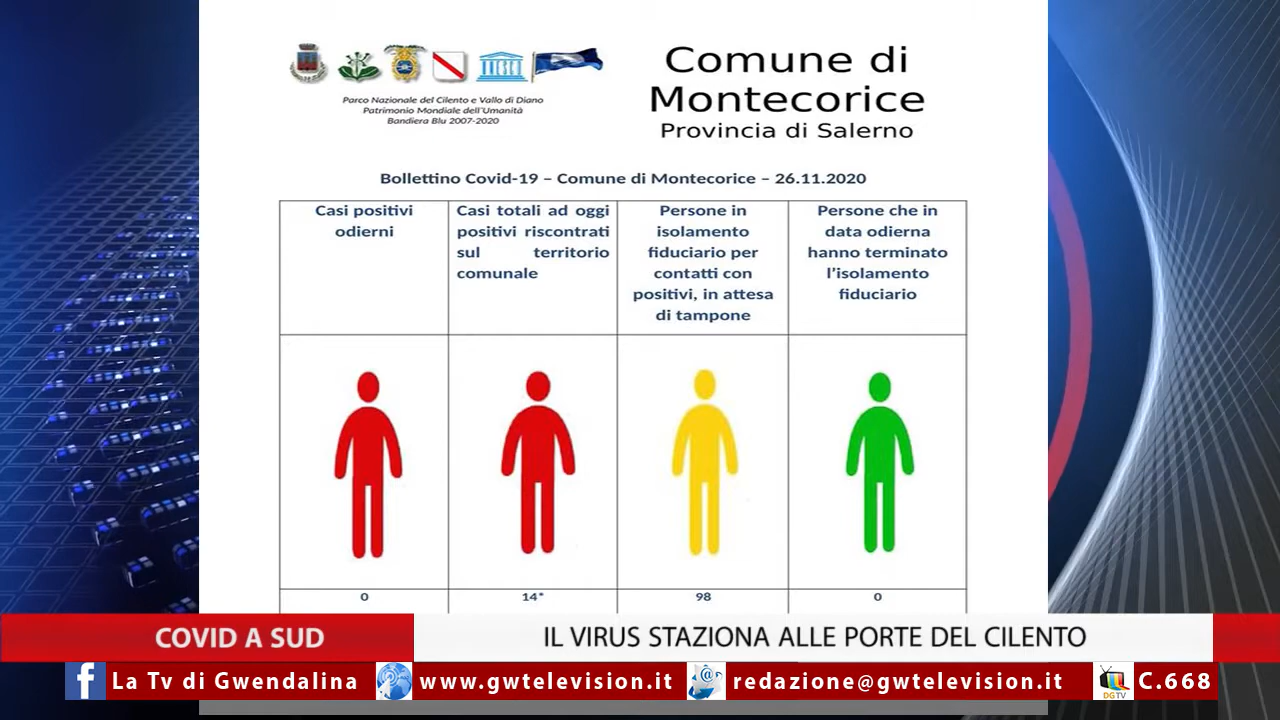 UNESCO
Comune di
Montecorice
Provincia di Salerno
Parco Nazionale del Cilento e Vallo di Diano
Patrimonio Mondiale dell'Umanità
Bandiera Blu 2007-2020
Bollettino Covid-19 – Comune di Montecorice – 26.11.2020
Casi positivi
odierni
Casi totali ad oggi
positivi riscontrati
sul territorio
comunale
Persone in
isolamento
fiduciario per
contatti con
positivi, in attesa
di tampone
Persone che in
data odierna
hanno terminato
l'isolamento
fiduciario
0
14*
98
0
COVID A SUD
IL VIRUS STAZIONA ALLE PORTE DEL CILENTO
f La Tv di Gwendalina
www.gwtelevision.it
redazione@gwtelevision.it
DGTV
C.668